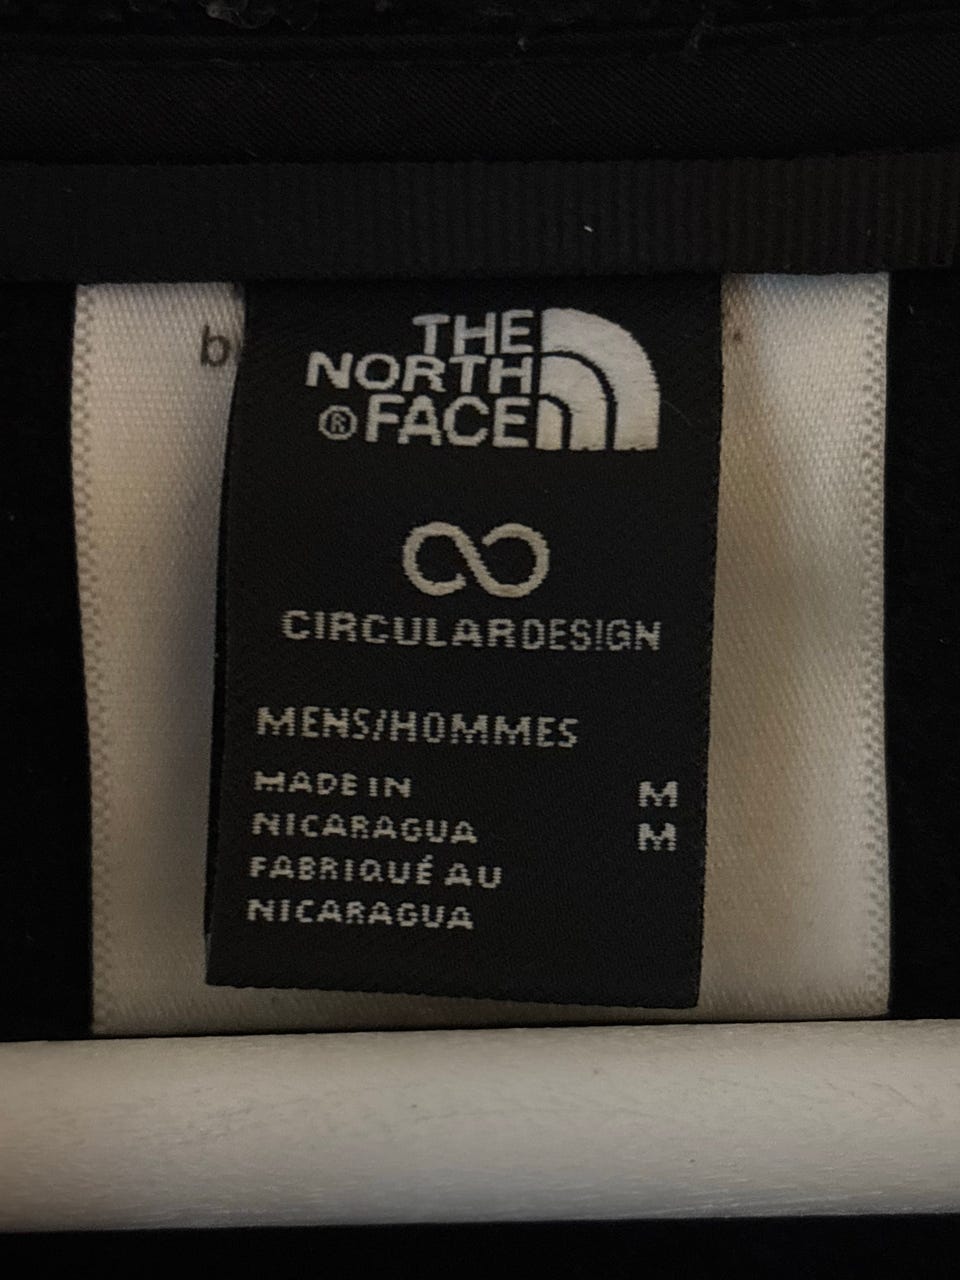 b
THE
NORTH
® FACE
CIRCULARDESIGN
MENS/HOMMES
MADE IN M
NICARAGUA M
FABRIQUÉ AU
NICARAGUA